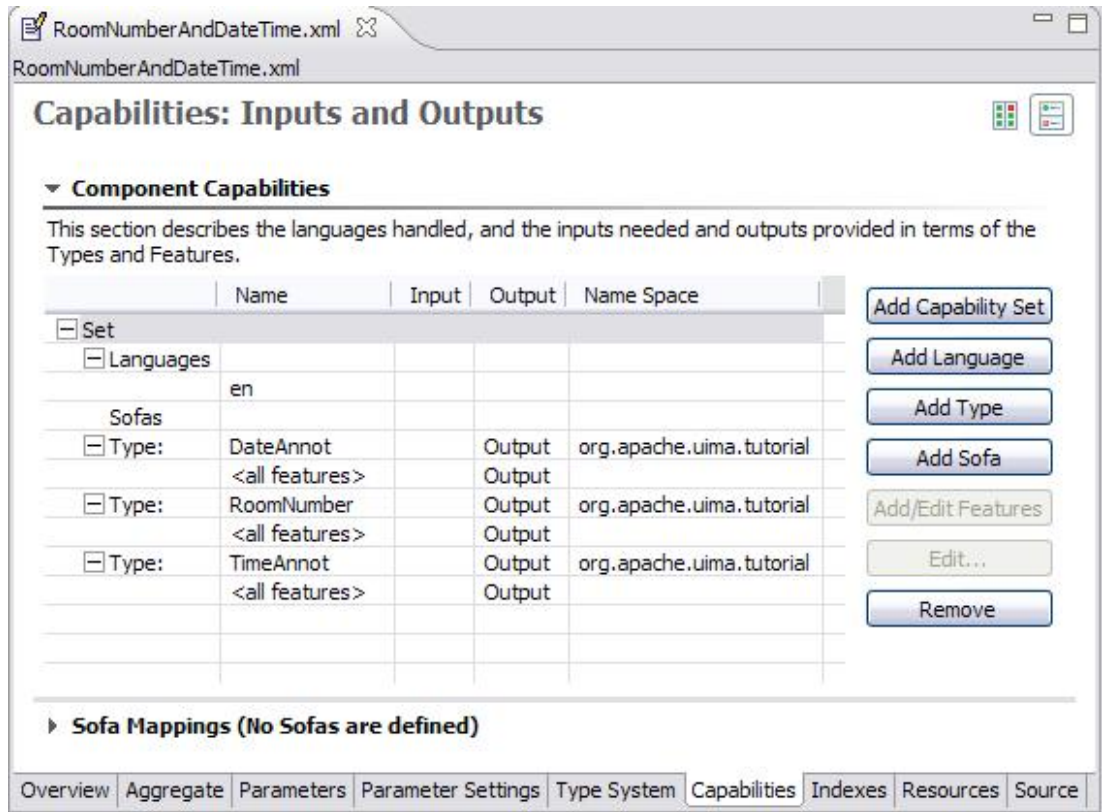 RoomNumberAndDateTime.xml
RoomNumberAndDateTime.xml
Capabilities: Inputs and Outputs
Component Capabilities
This section describes the languages handled, and the inputs needed and outputs provided in terms of the
Types and Features.
Name Input Output Name Space
Set
Languages
en
Sofas
Type: DateAnnot Output org.apache.uima.tutorial
<all features> Output
Type: RoomNumber Output org.apache.uima.tutorial
<all features> Output
Type: TimeAnnot Output org.apache.uima.tutorial
<all features> Output
Add Capability Set
Add Language
Add Type
Add Sofa
Add/Edit Features
Edit...
Remove
Sofa Mappings (No Sofas are defined)
Overview Aggregate Parameters Parameter Settings Type System Capabilities Indexes Resources Source